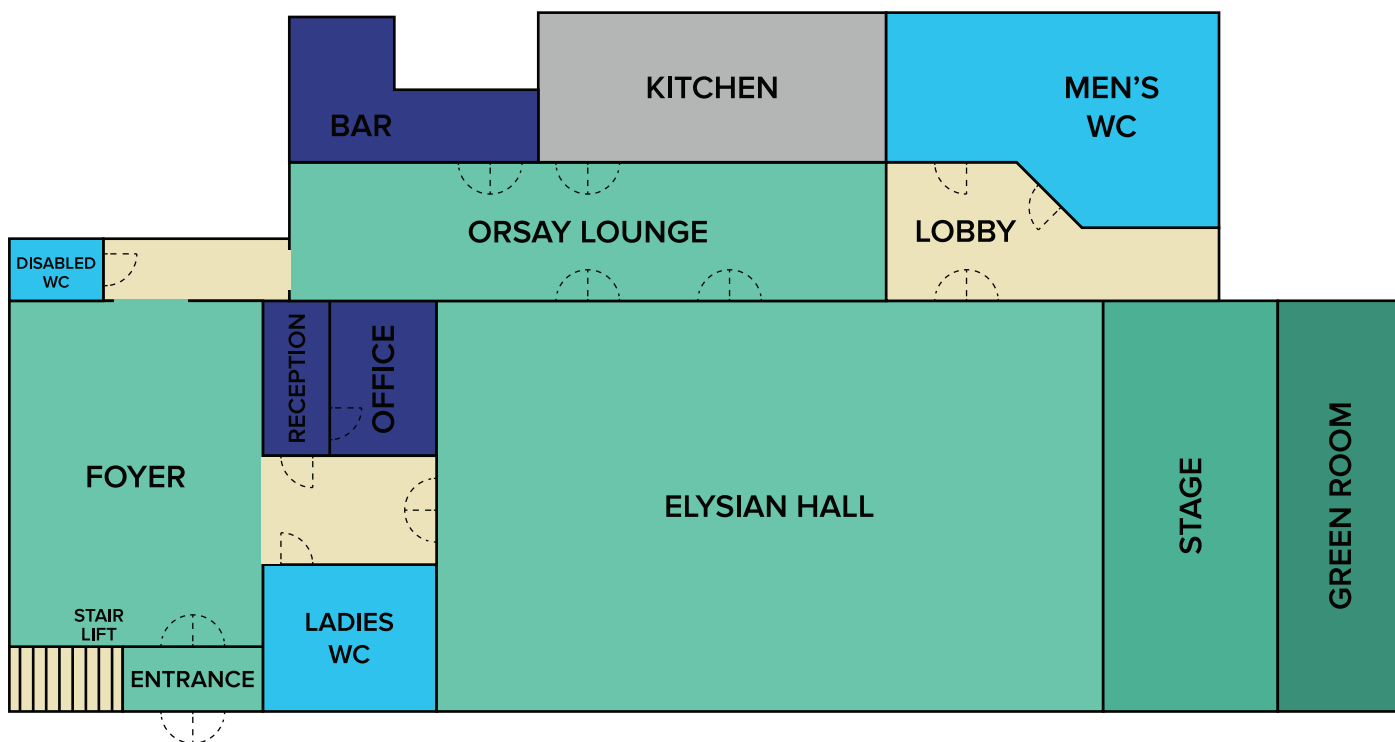 KITCHEN
MEN'S
WC
BAR
ORSAY LOUNGE
LOBBY
DISABLED
WC
RECEPTION
OFFICE
FOYER
ELYSIAN HALL
STAGE
GREEN ROOM
STAIR
LIFT
LADIES
WC
ENTRANCE